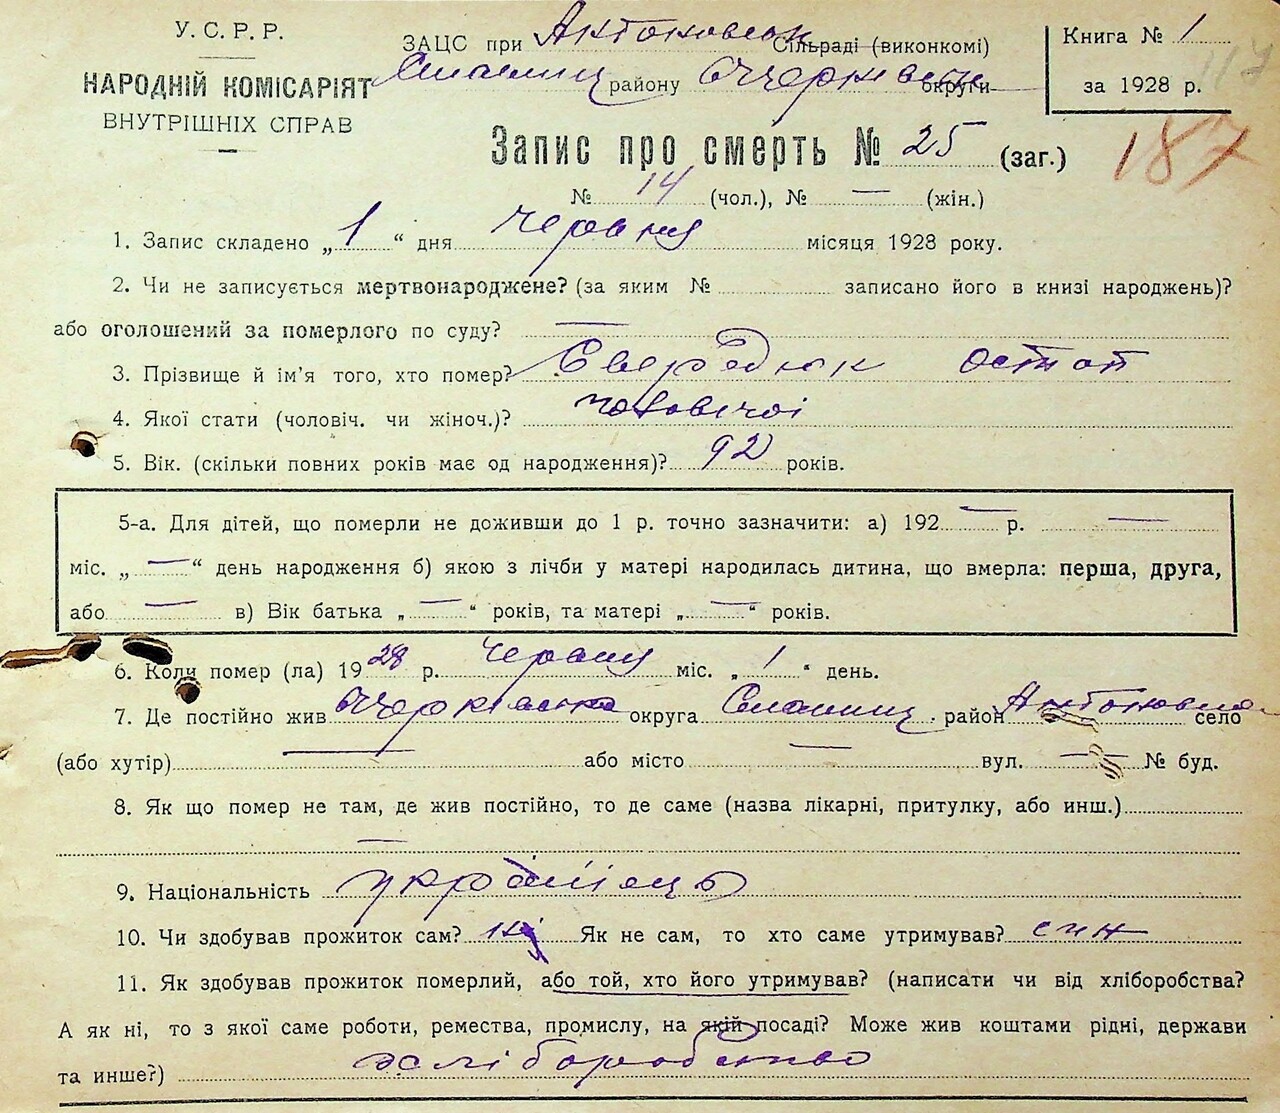 У. С. Р. Р.
НАРОДНІЙ КОМІСАРІЯТ
ВНУТРІШНІХ СПРАВ
ЗАЦС при Антоновськ Сільраді (виконкомі)
району Черкаськ округи
Книга № 1
за 1928 р.
117
187
Запис про смерть № 25 (заг.)
№ 14 (чол.), № — (жін.)
1. Запис складено „ 1 “ дня червня місяця 1928 року.
2. Чи не записується мертвонароджене? (за яким № записано його в книзі народжень)?
або оголошений за померлого по суду? —
3. Прізвище й ім'я того, хто помер? Свередюк Остап
4. Якої стати (чоловіч. чи жіноч.)? чоловічої
5. Вік. (скільки повних років має од народження)? 92 років.
5-а. Для дітей, що померли не доживши до 1 р. точно зазначити: а) 192 — р. —
міс. „ — “ день народження б) якою з лічби у матері народилась дитина, що вмерла: перша, друга,
або — в) Вік батька „ — “ років, та матері „ — “ років.
6. Коли помер (ла) 1928 р. червня міс. „ 1 “ день.
7. Де постійно жив Черкаська округа район Антонівка село
(або хутір) — або місто — вул. — № буд.
8. Як що помер не там, де жив постійно, то де саме (назва лікарні, притулку, або инш.)
—
9. Національність українець
10. Чи здобував прожиток сам? ні Як не сам, то хто саме утримував? син
11. Як здобував прожиток померлий, або той, хто його утримував? (написати чи від хліборобства?
А як ні, то з якої саме роботи, ремества, промислу, на якій посаді? Може жив коштами рідні, держави
та инше?) хліборобство